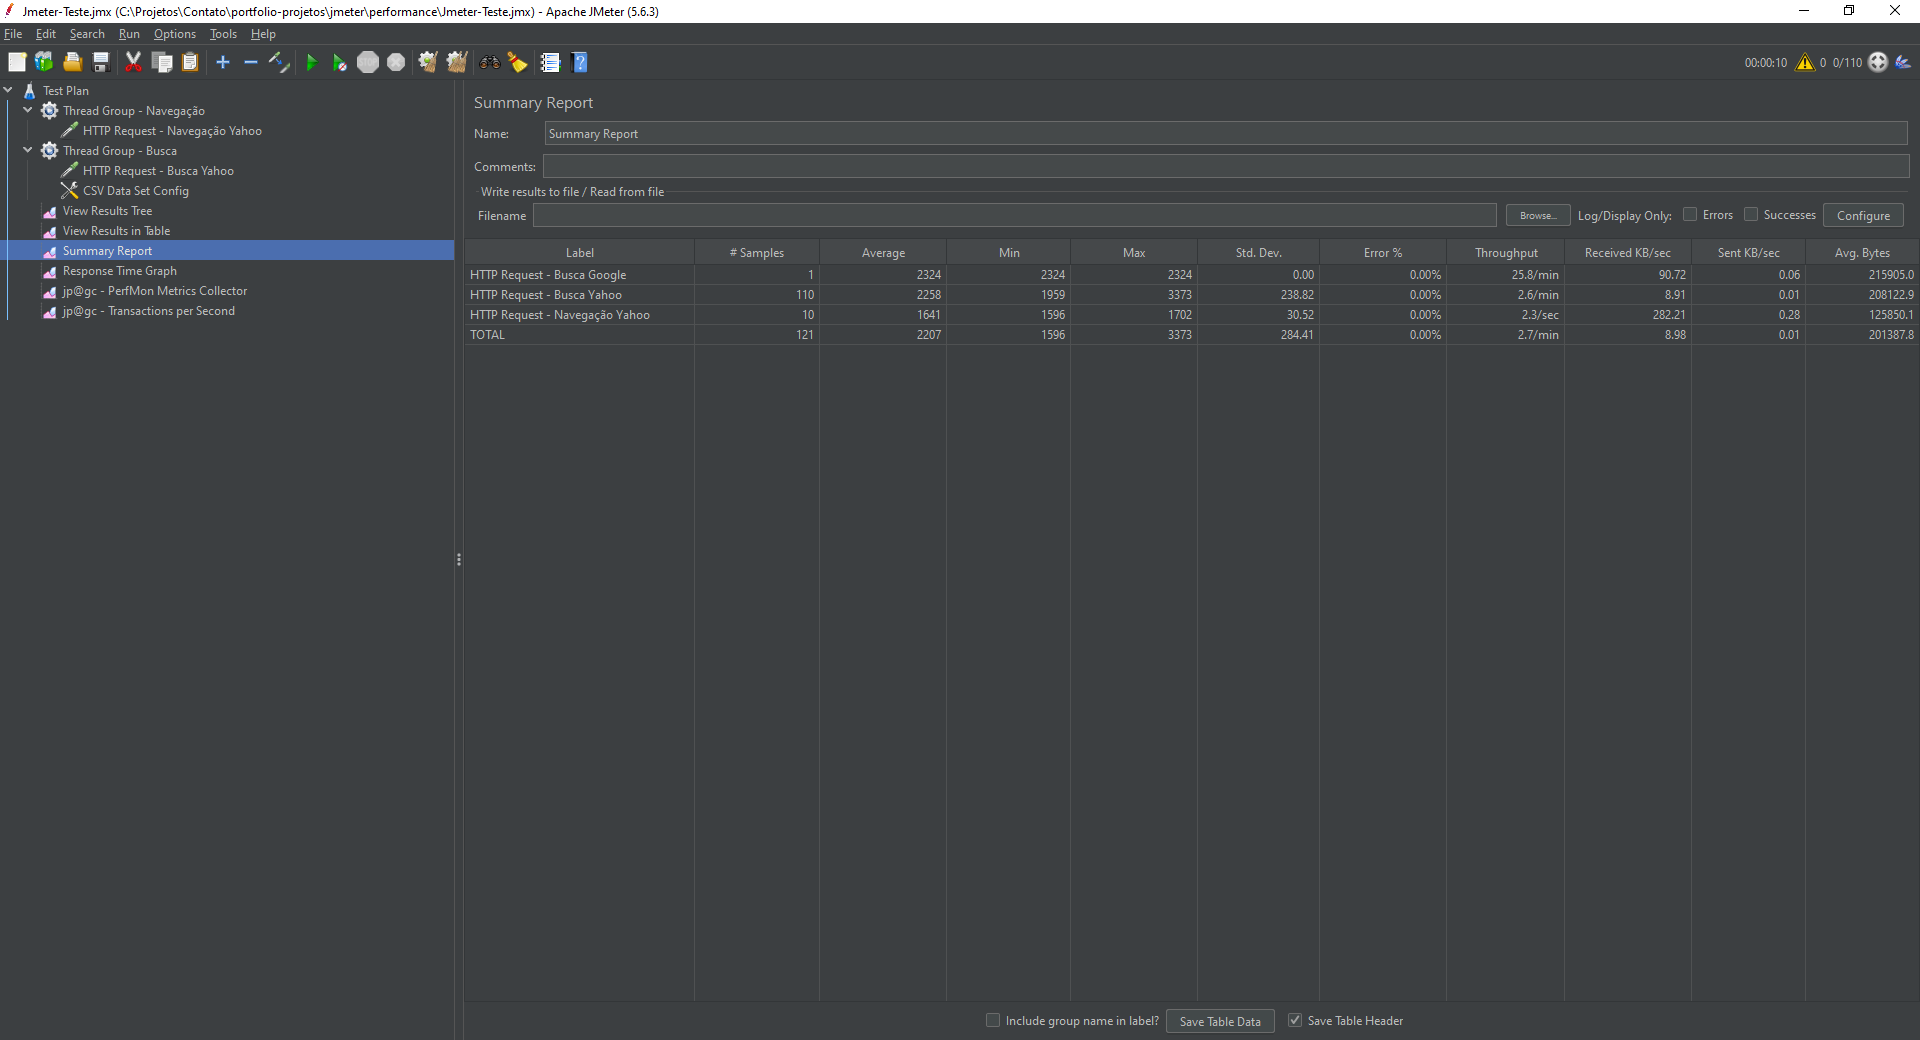 Jmeter-Teste.jmx (C:\Projetos\Contato\portfolio-projetos\jmeter\performance\Jmeter-Teste.jmx) - Apache JMeter (5.6.3)
File Edit Search Run Options Tools Help
00:00:10 0 0/110
Test Plan
Thread Group - Navegação
HTTP Request - Navegação Yahoo
Thread Group - Busca
HTTP Request - Busca Yahoo
CSV Data Set Config
View Results Tree
View Results in Table
Summary Report
Response Time Graph
jp@gc - PerfMon Metrics Collector
jp@gc - Transactions per Second
Summary Report
Name: Summary Report
Comments:
Write results to file / Read from file
Filename Browse... Log/Display Only: Errors Successes Configure
Label # Samples Average Min Max Std. Dev. Error % Throughput Received KB/sec Sent KB/sec Avg. Bytes
HTTP Request - Busca Google 1 2324 2324 2324 0.00 0.00% 25.8/min 90.72 0.06 215905.0
HTTP Request - Busca Yahoo 110 2258 1959 3373 238.82 0.00% 2.6/min 8.91 0.01 208122.9
HTTP Request - Navegação Yahoo 10 1641 1596 1702 30.52 0.00% 2.3/sec 282.21 0.28 125850.1
TOTAL 121 2207 1596 3373 284.41 0.00% 2.7/min 8.98 0.01 201387.8
Include group name in label? Save Table Data Save Table Header